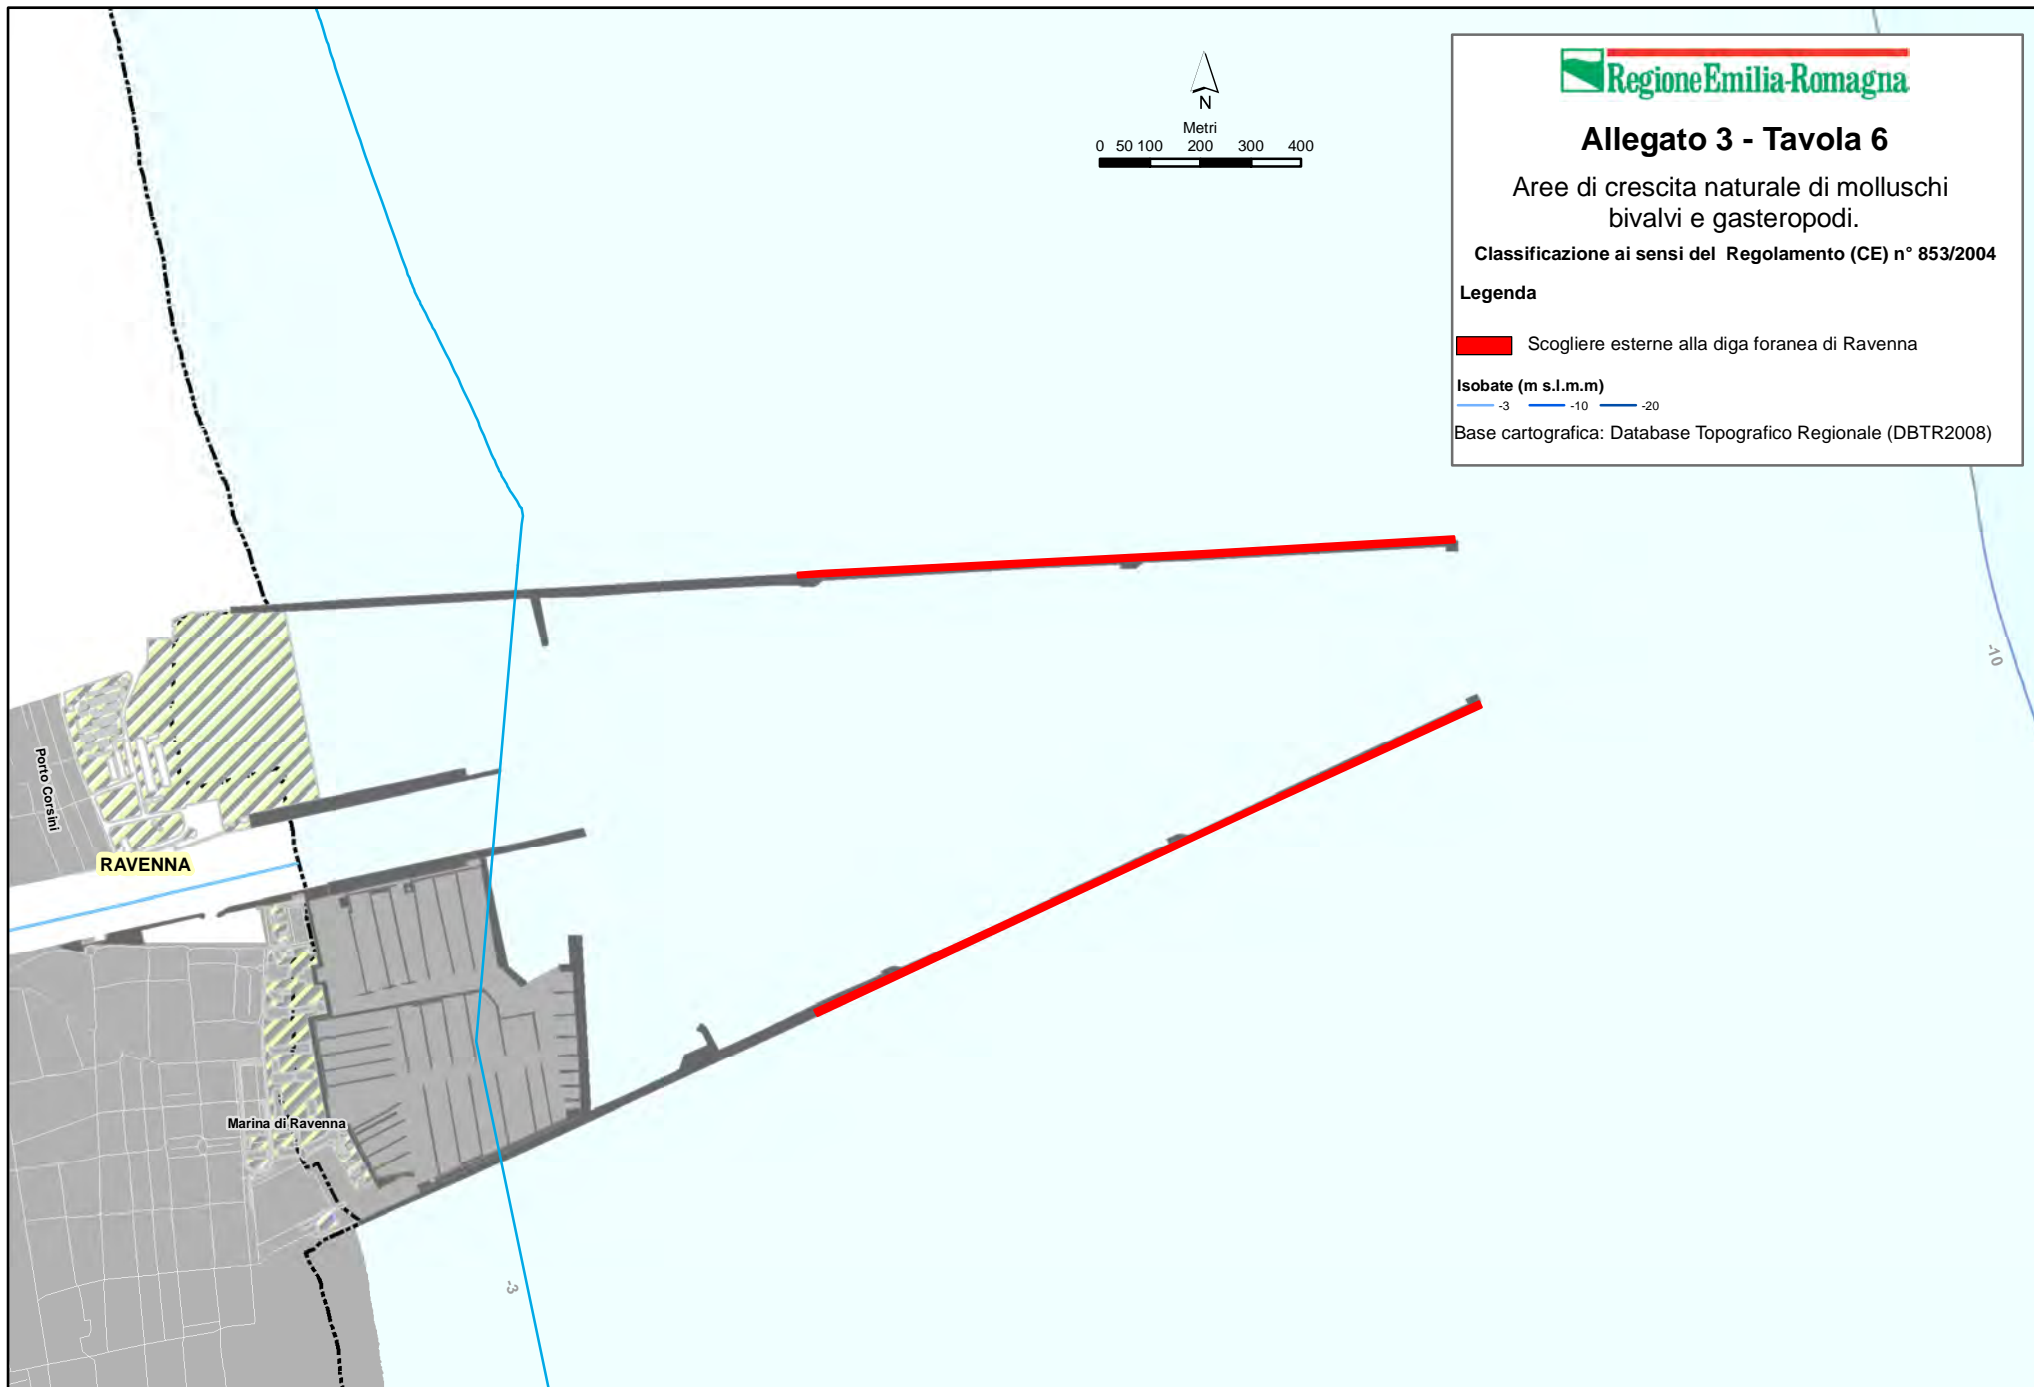 N
Metri
0 50 100 200 300 400
RegioneEmilia-Romagna
Allegato 3 - Tavola 6
Aree di crescita naturale di molluschi
bivalvi e gasteropodi.
Classificazione ai sensi del Regolamento (CE) n° 853/2004
Legenda
Scogliere esterne alla diga foranea di Ravenna
Isobate (m s.l.m.m)
-3 -10 -20
Base cartografica: Database Topografico Regionale (DBTR2008)
-10
Porto Corsini
RAVENNA
Marina di Ravenna
-3